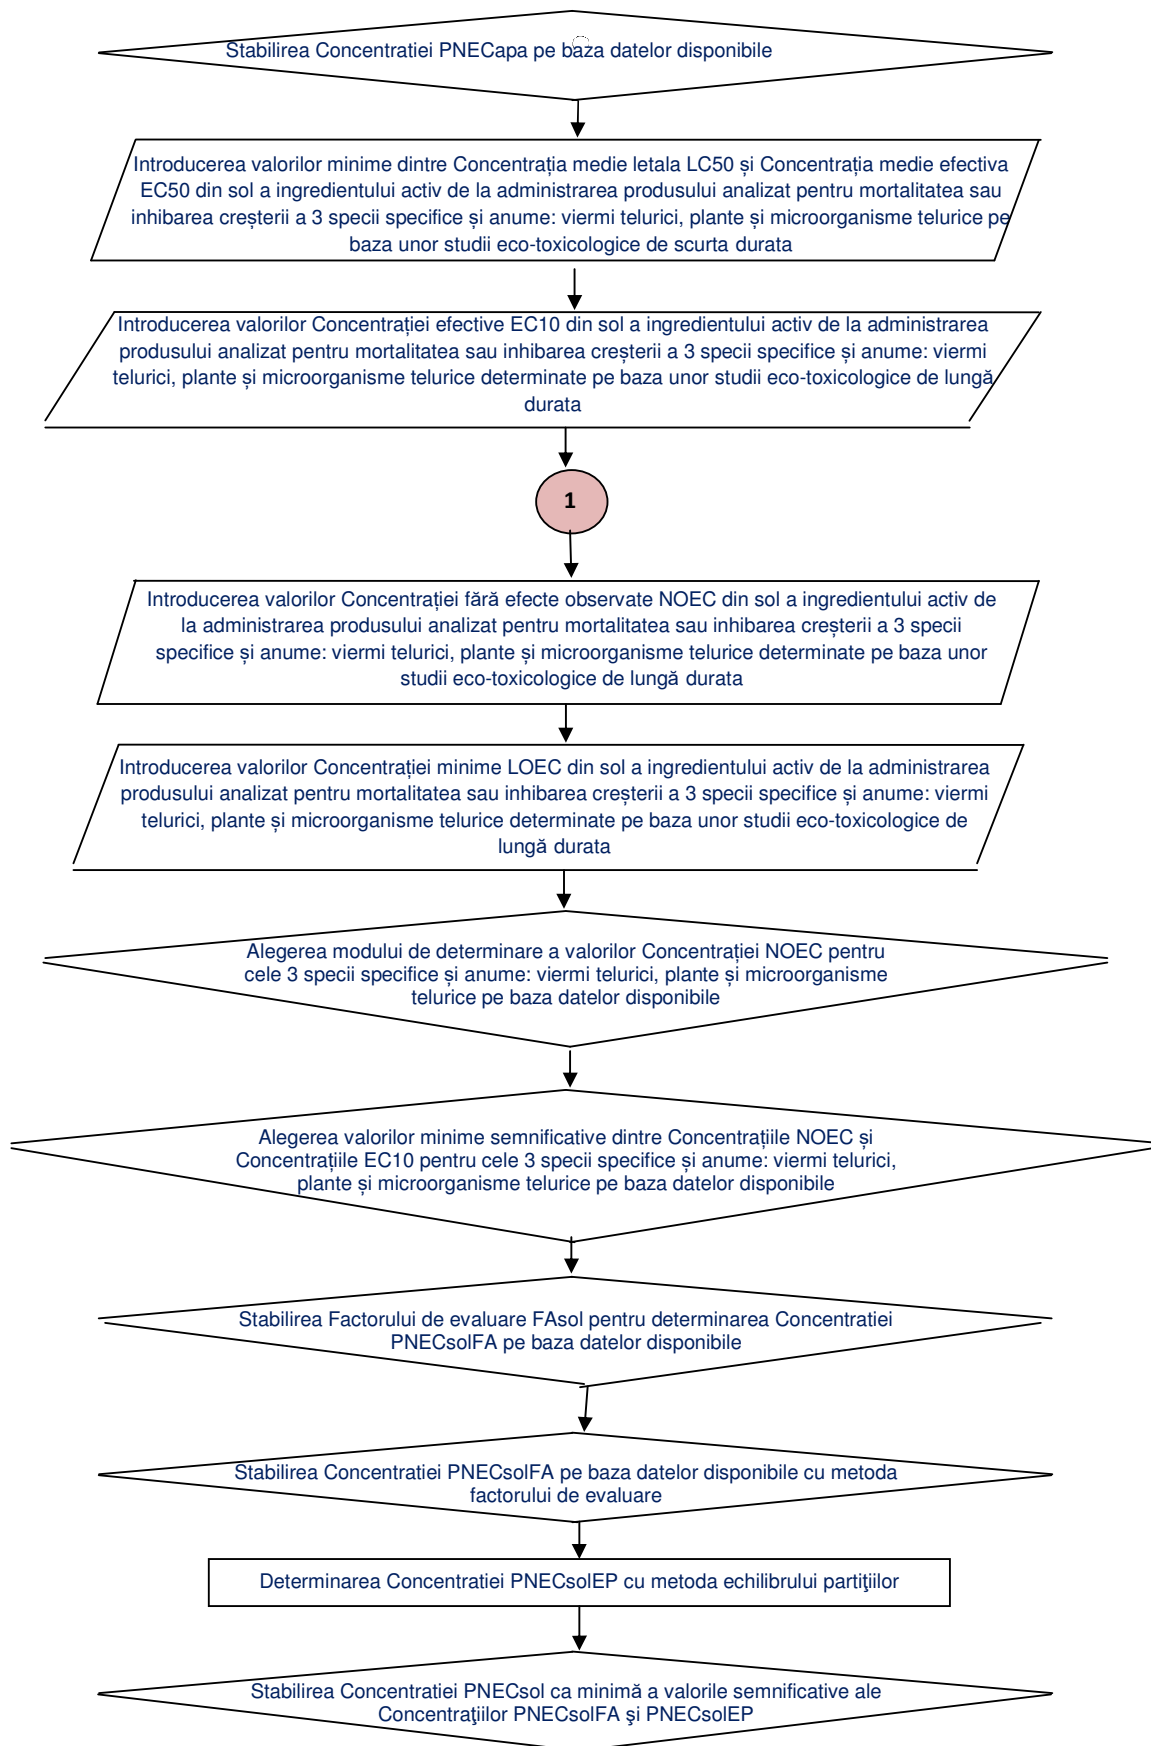 Stabilirea Concentratiei PNECapa pe baza datelor disponibile
Introducerea valorilor minime dintre Concentrația medie letala LC50 și Concentrația medie efectiva
EC50 din sol a ingredientului activ de la administrarea produsului analizat pentru mortalitatea sau
inhibarea creșterii a 3 specii specifice și anume: viermi telurici, plante și microorganisme telurice pe
baza unor studii eco-toxicologice de scurta durata
Introducerea valorilor Concentrației efective EC10 din sol a ingredientului activ de la administrarea
produsului analizat pentru mortalitatea sau inhibarea creșterii a 3 specii specifice și anume: viermi
telurici, plante și microorganisme telurice determinate pe baza unor studii eco-toxicologice de lungă
durata
1
Introducerea valorilor Concentrației fără efecte observate NOEC din sol a ingredientului activ de
la administrarea produsului analizat pentru mortalitatea sau inhibarea creșterii a 3 specii
specifice și anume: viermi telurici, plante și microorganisme telurice determinate pe baza unor
studii eco-toxicologice de lungă durata
Introducerea valorilor Concentrației minime LOEC din sol a ingredientului activ de la administrarea
produsului analizat pentru mortalitatea sau inhibarea creșterii a 3 specii specifice și anume: viermi
telurici, plante și microorganisme telurice determinate pe baza unor studii eco-toxicologice de
lungă durata
Alegerea modului de determinare a valorilor Concentrației NOEC pentru
cele 3 specii specifice și anume: viermi telurici, plante și microorganisme
telurice pe baza datelor disponibile
Alegerea valorilor minime semnificative dintre Concentrațiile NOEC și
Concentrațiile EC10 pentru cele 3 specii specifice și anume: viermi telurici,
plante și microorganisme telurice pe baza datelor disponibile
Stabilirea Factorului de evaluare FAsol pentru determinarea Concentratiei
PNECsolFA pe baza datelor disponibile
Stabilirea Concentratiei PNECsolFA pe baza datelor disponibile cu metoda
factorului de evaluare
Determinarea Concentratiei PNECsolEP cu metoda echilibrului partiţiilor
Stabilirea Concentratiei PNECsol ca minimă a valorile semnificative ale
Concentraţiilor PNECsolFA şi PNECsolEP